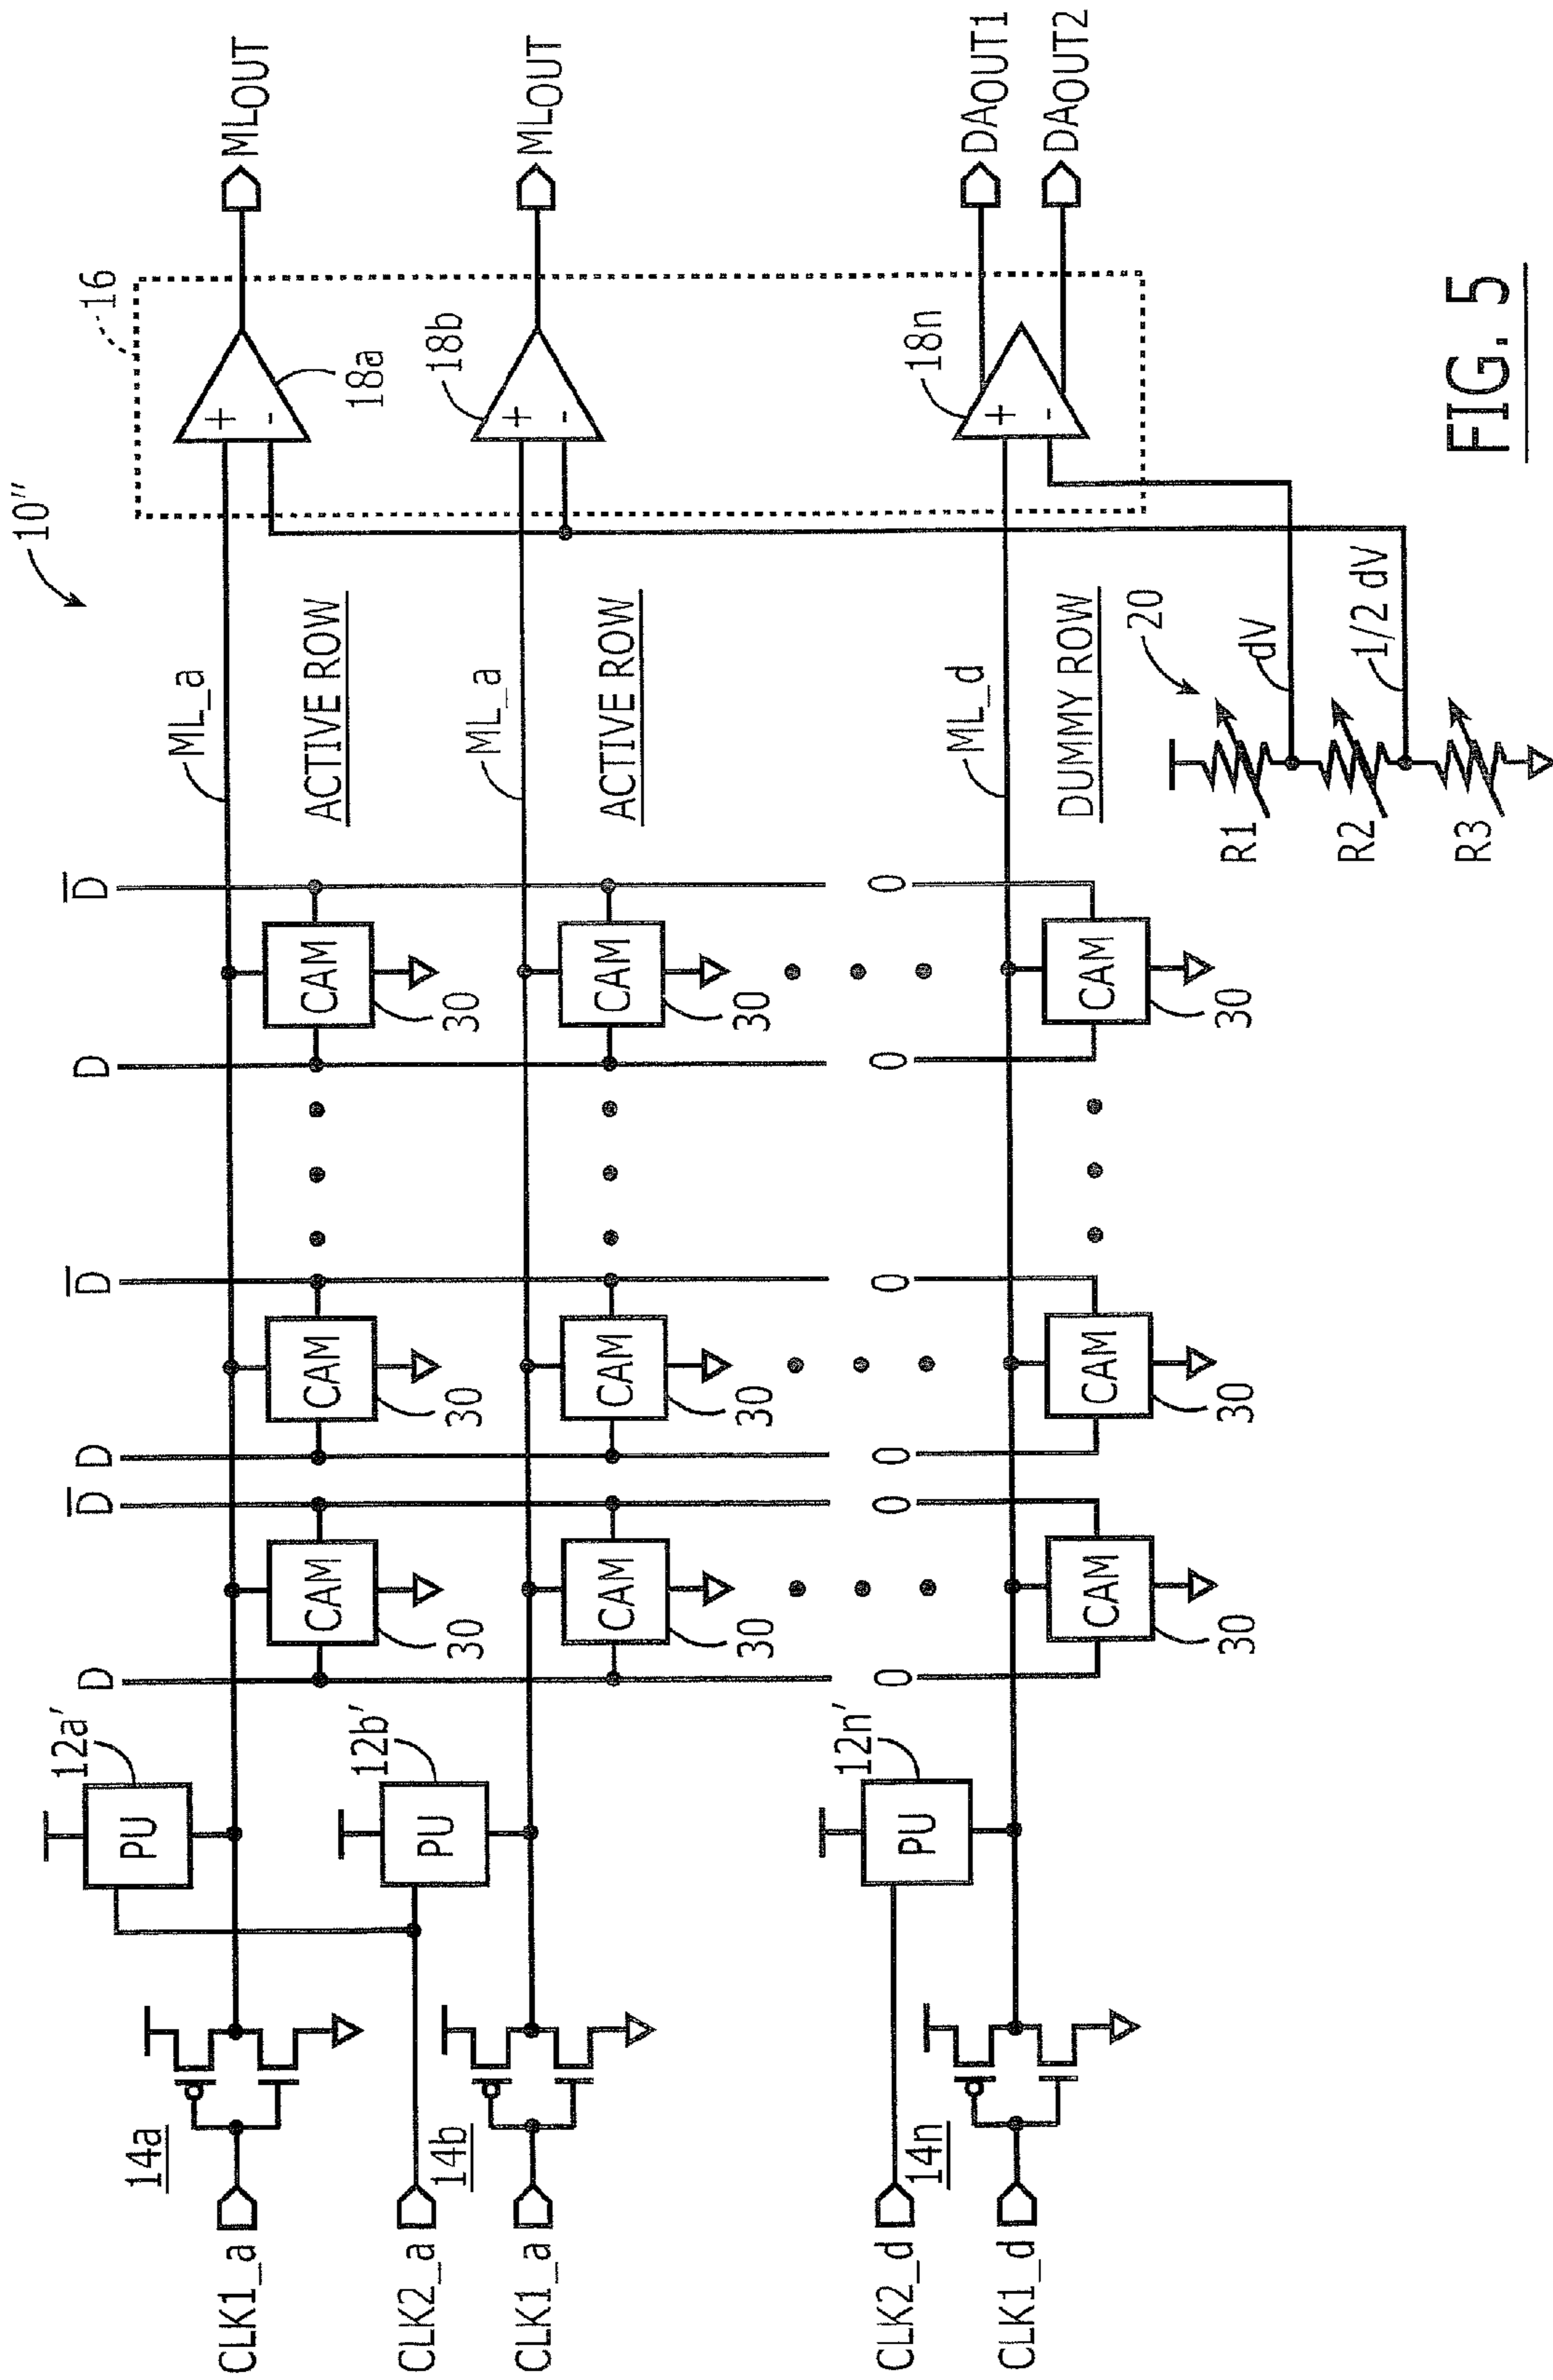 10"
16
D D̅ D D̅ D D̅
12a'
PU
14a
CLK1_a
CAM CAM CAM
30 30 30
ML_a
ACTIVE ROW
+
-
18a
MLOUT
12b'
PU
CLK2_a
14b
CLK1_a
CAM CAM CAM
30 30 30
ML_a
ACTIVE ROW
18b
+
-
MLOUT
0 0 0 0 0 0
12n'
PU
CLK2_d
14n
CLK1_d
CAM CAM CAM
30 30 30
ML_d
DUMMY ROW
18n
+
-
DAOUT1
DAOUT2
20
R1
dV
R2
1/2 dV
R3
FIG. 5